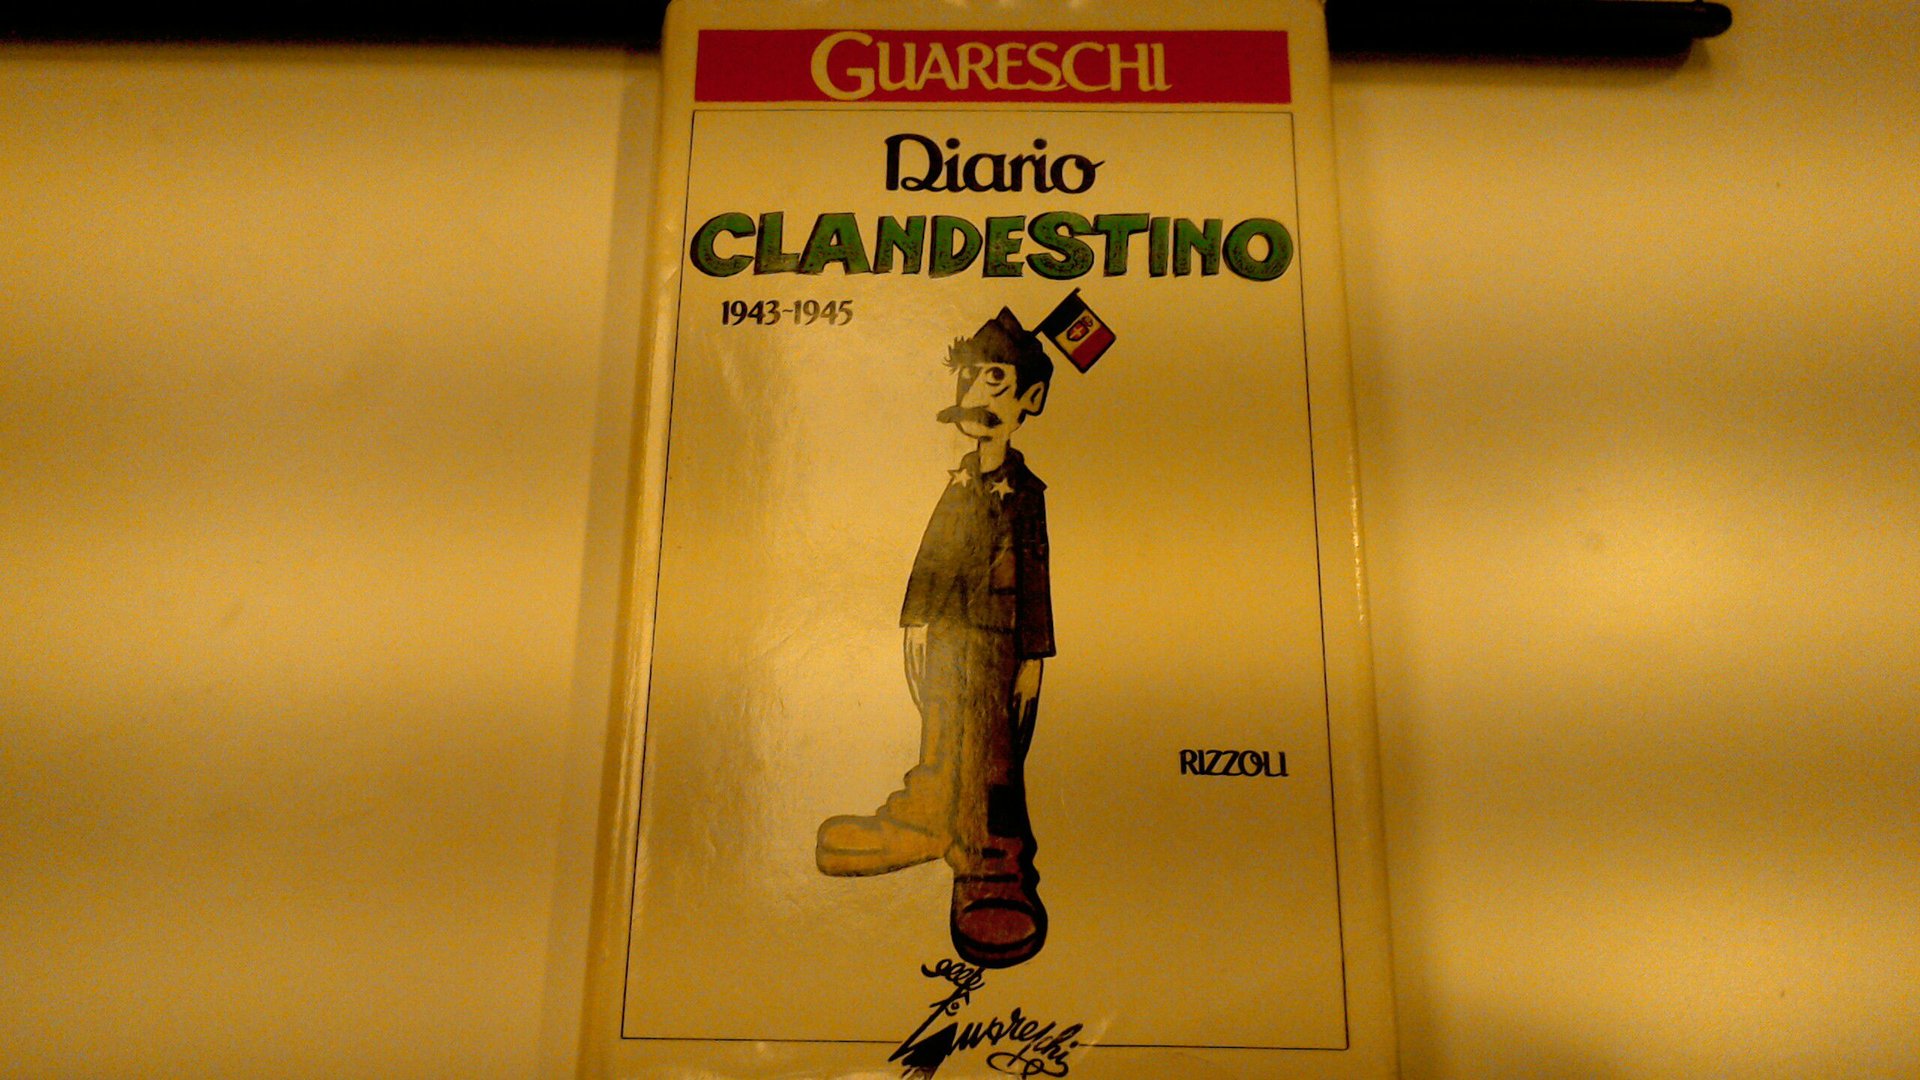 GUARESCHI
Diario
CLANDESTINO
1943-1945
RIZZOLI
Guareschi